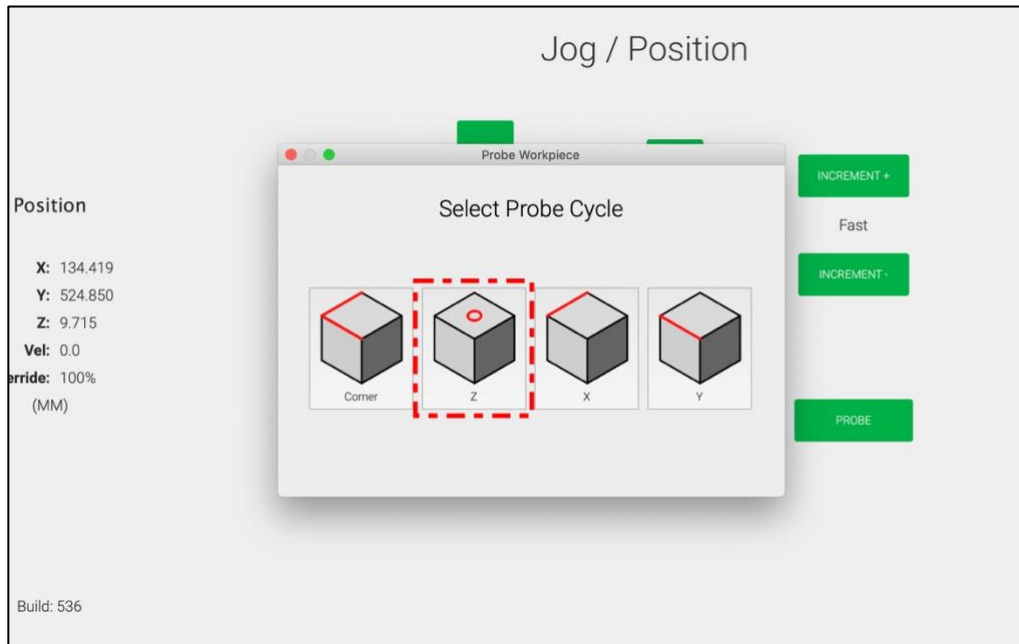 Jog / Position
Probe Workpiece
Select Probe Cycle
Corner
Z
X
Y
INCREMENT +
Fast
INCREMENT -
PROBE
Position
X: 134.419
Y: 524.850
Z: 9.715
Vel: 0.0
erride: 100%
(MM)
Build: 536